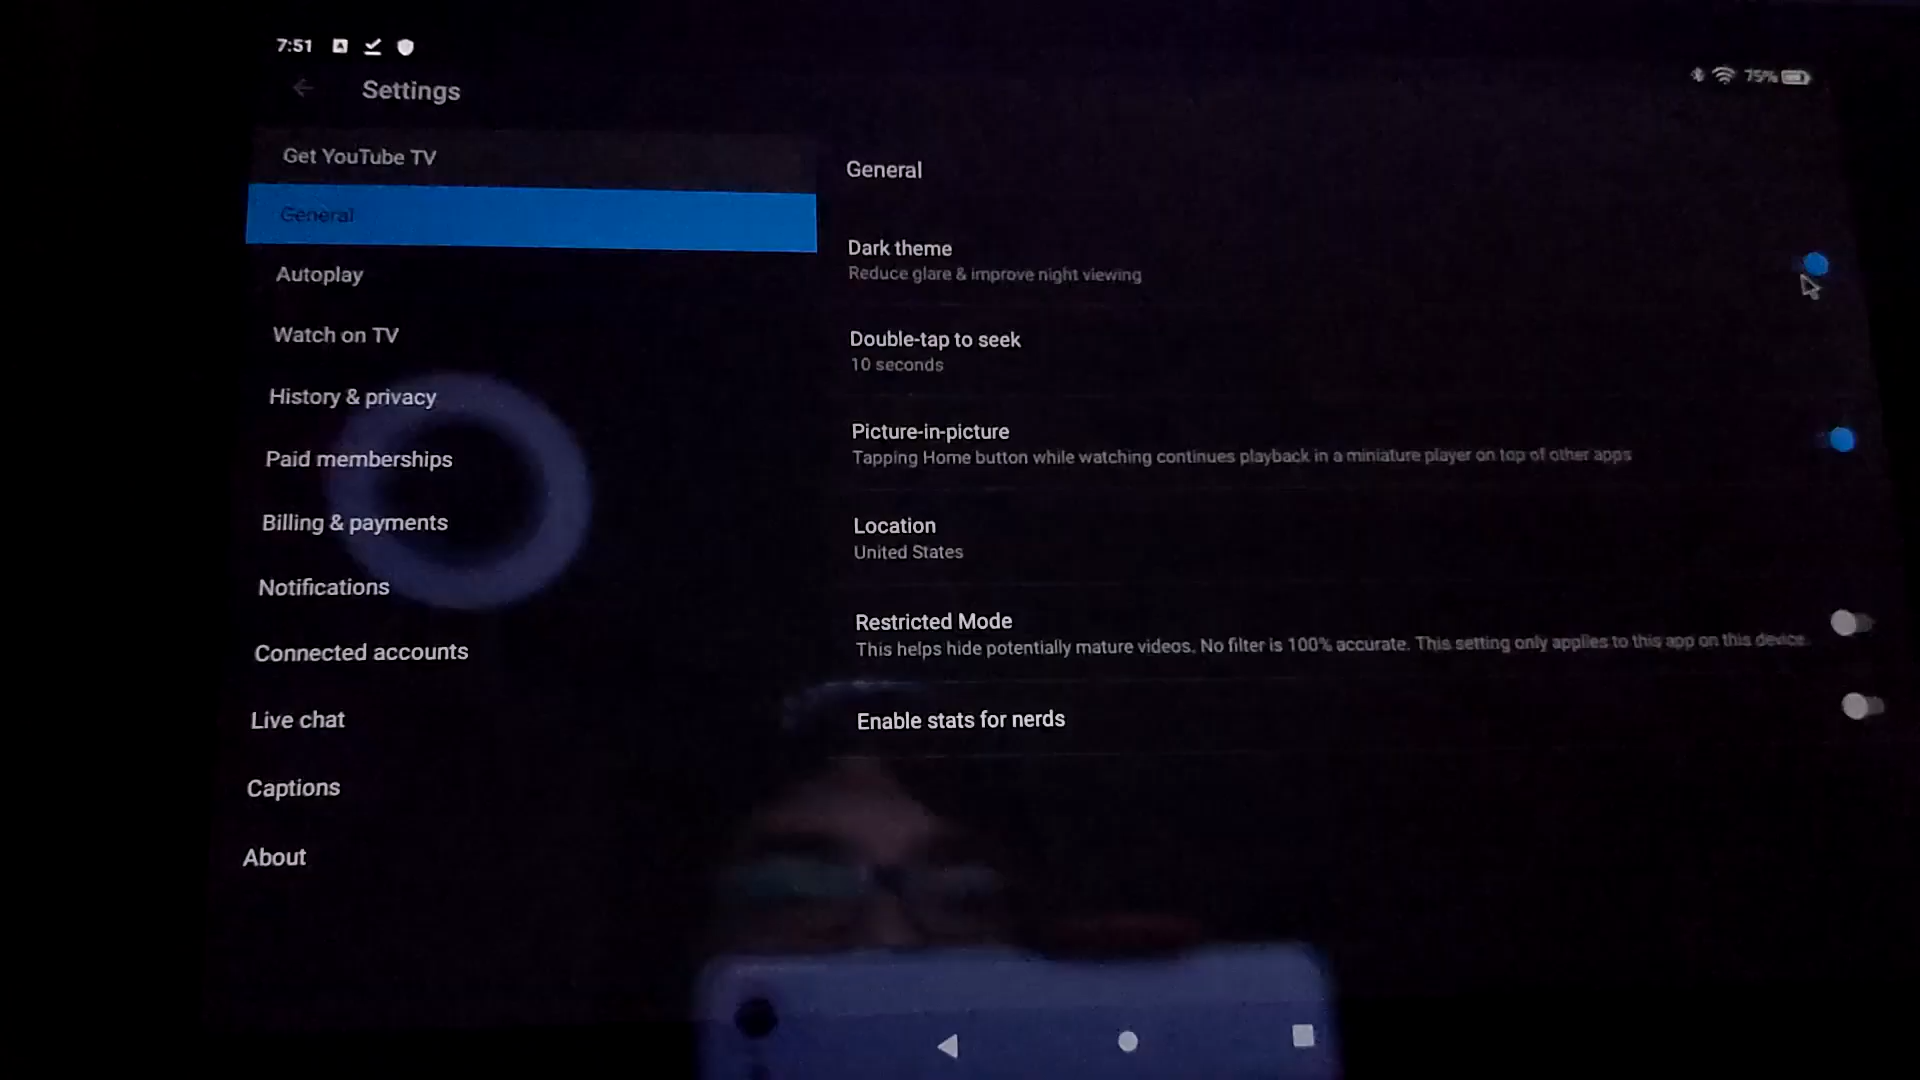 7:51
75%
Settings
Get YouTube TV
General
Autoplay
Watch on TV
History & privacy
Paid memberships
Billing & payments
Notifications
Connected accounts
Live chat
Captions
About
General
Dark theme
Reduce glare & improve night viewing
Double-tap to seek
10 seconds
Picture-in-picture
Tapping Home button while watching continues playback in a miniature player on top of other apps
Location
United States
Restricted Mode
This helps hide potentially mature videos. No filter is 100% accurate. This setting only applies to this app on this device.
Enable stats for nerds